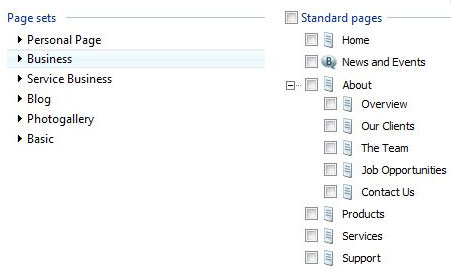 Page sets
Personal Page
Business
Service Business
Blog
Photogallery
Basic
Standard pages
Home
B
News and Events
About
Overview
Our Clients
The Team
Job Opportunities
Contact Us
Products
Services
Support